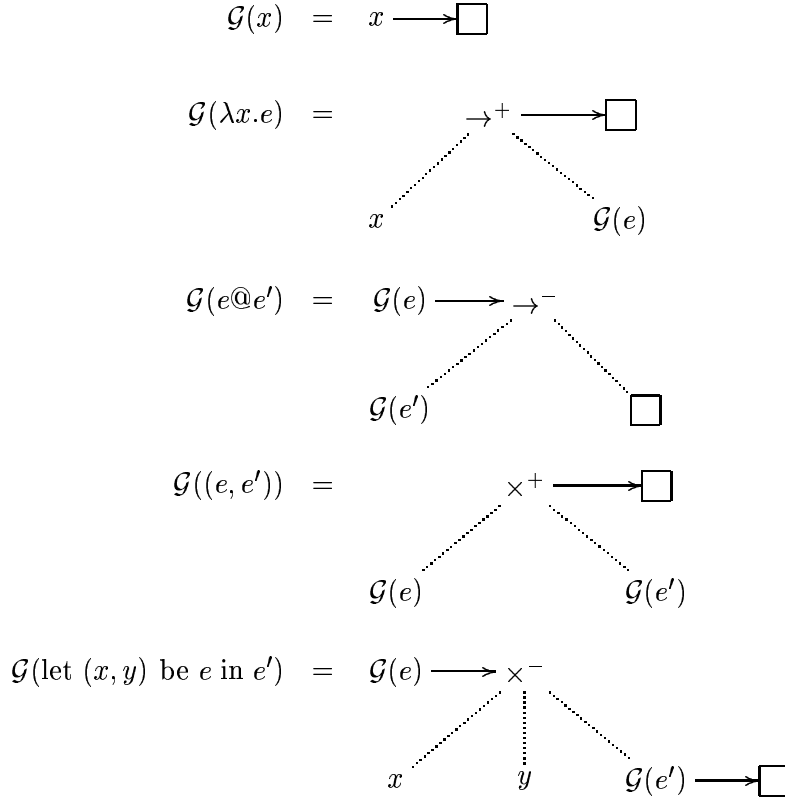 𝒢(x) = x → □
𝒢(λx.e) = →⁺ → □
x 𝒢(e)
𝒢(e@e′) = 𝒢(e) → →⁻
𝒢(e′) □
𝒢((e, e′)) = ×⁺ → □
𝒢(e) 𝒢(e′)
𝒢(let (x, y) be e in e′) = 𝒢(e) → ×⁻
x y 𝒢(e′) → □